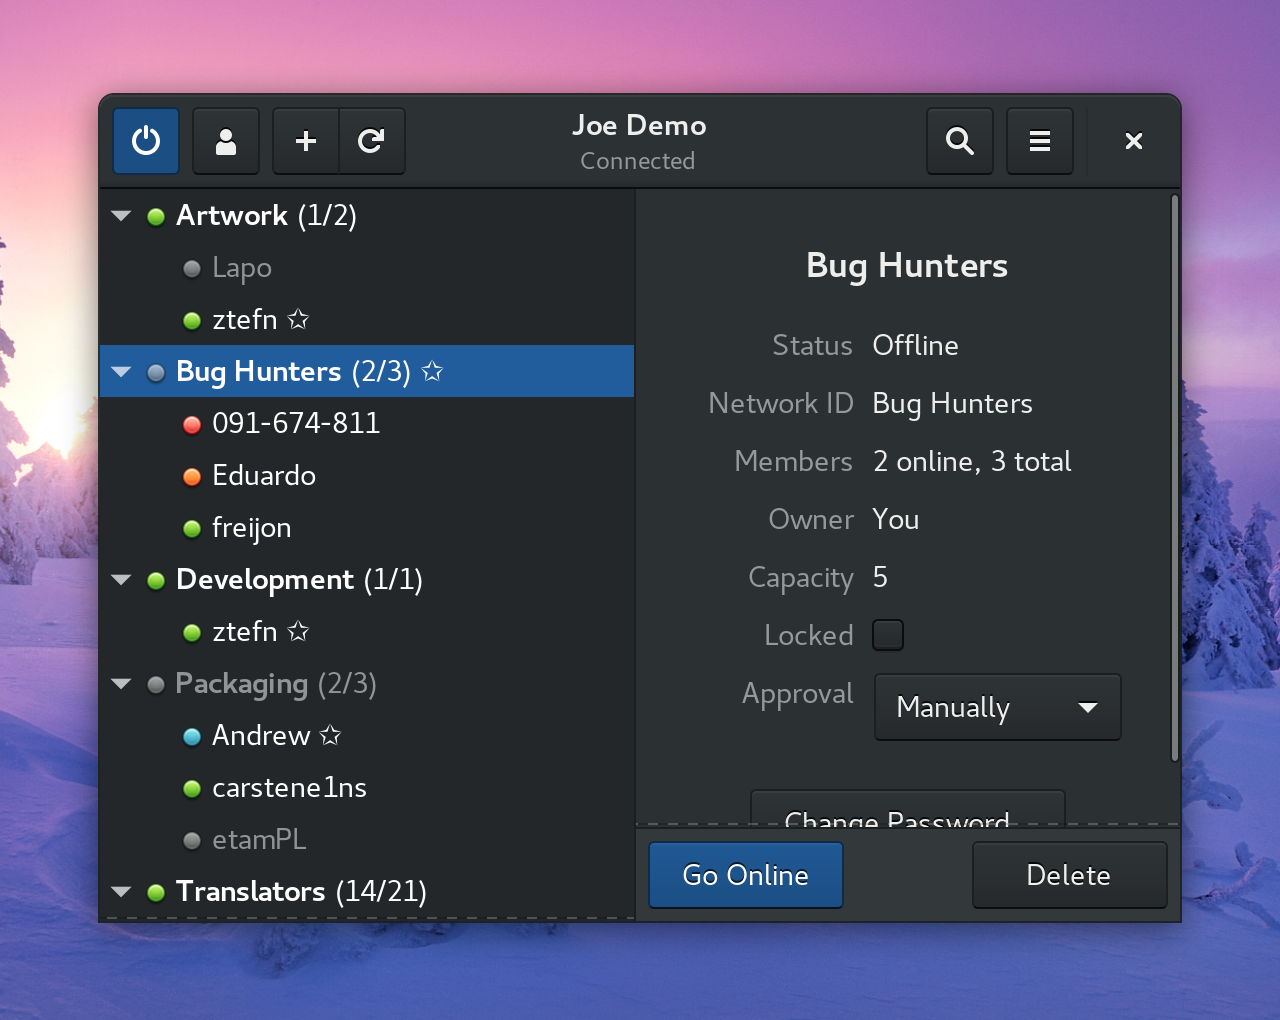 Joe Demo
Connected
Artwork (1/2)
Lapo
ztefn ✩
Bug Hunters (2/3) ✩
091-674-811
Eduardo
freijon
Development (1/1)
ztefn ✩
Packaging (2/3)
Andrew ✩
carstene1ns
etamPL
Translators (14/21)
Bug Hunters
Status Offline
Network ID Bug Hunters
Members 2 online, 3 total
Owner You
Capacity 5
Locked
Approval Manually
Change Password
Go Online
Delete